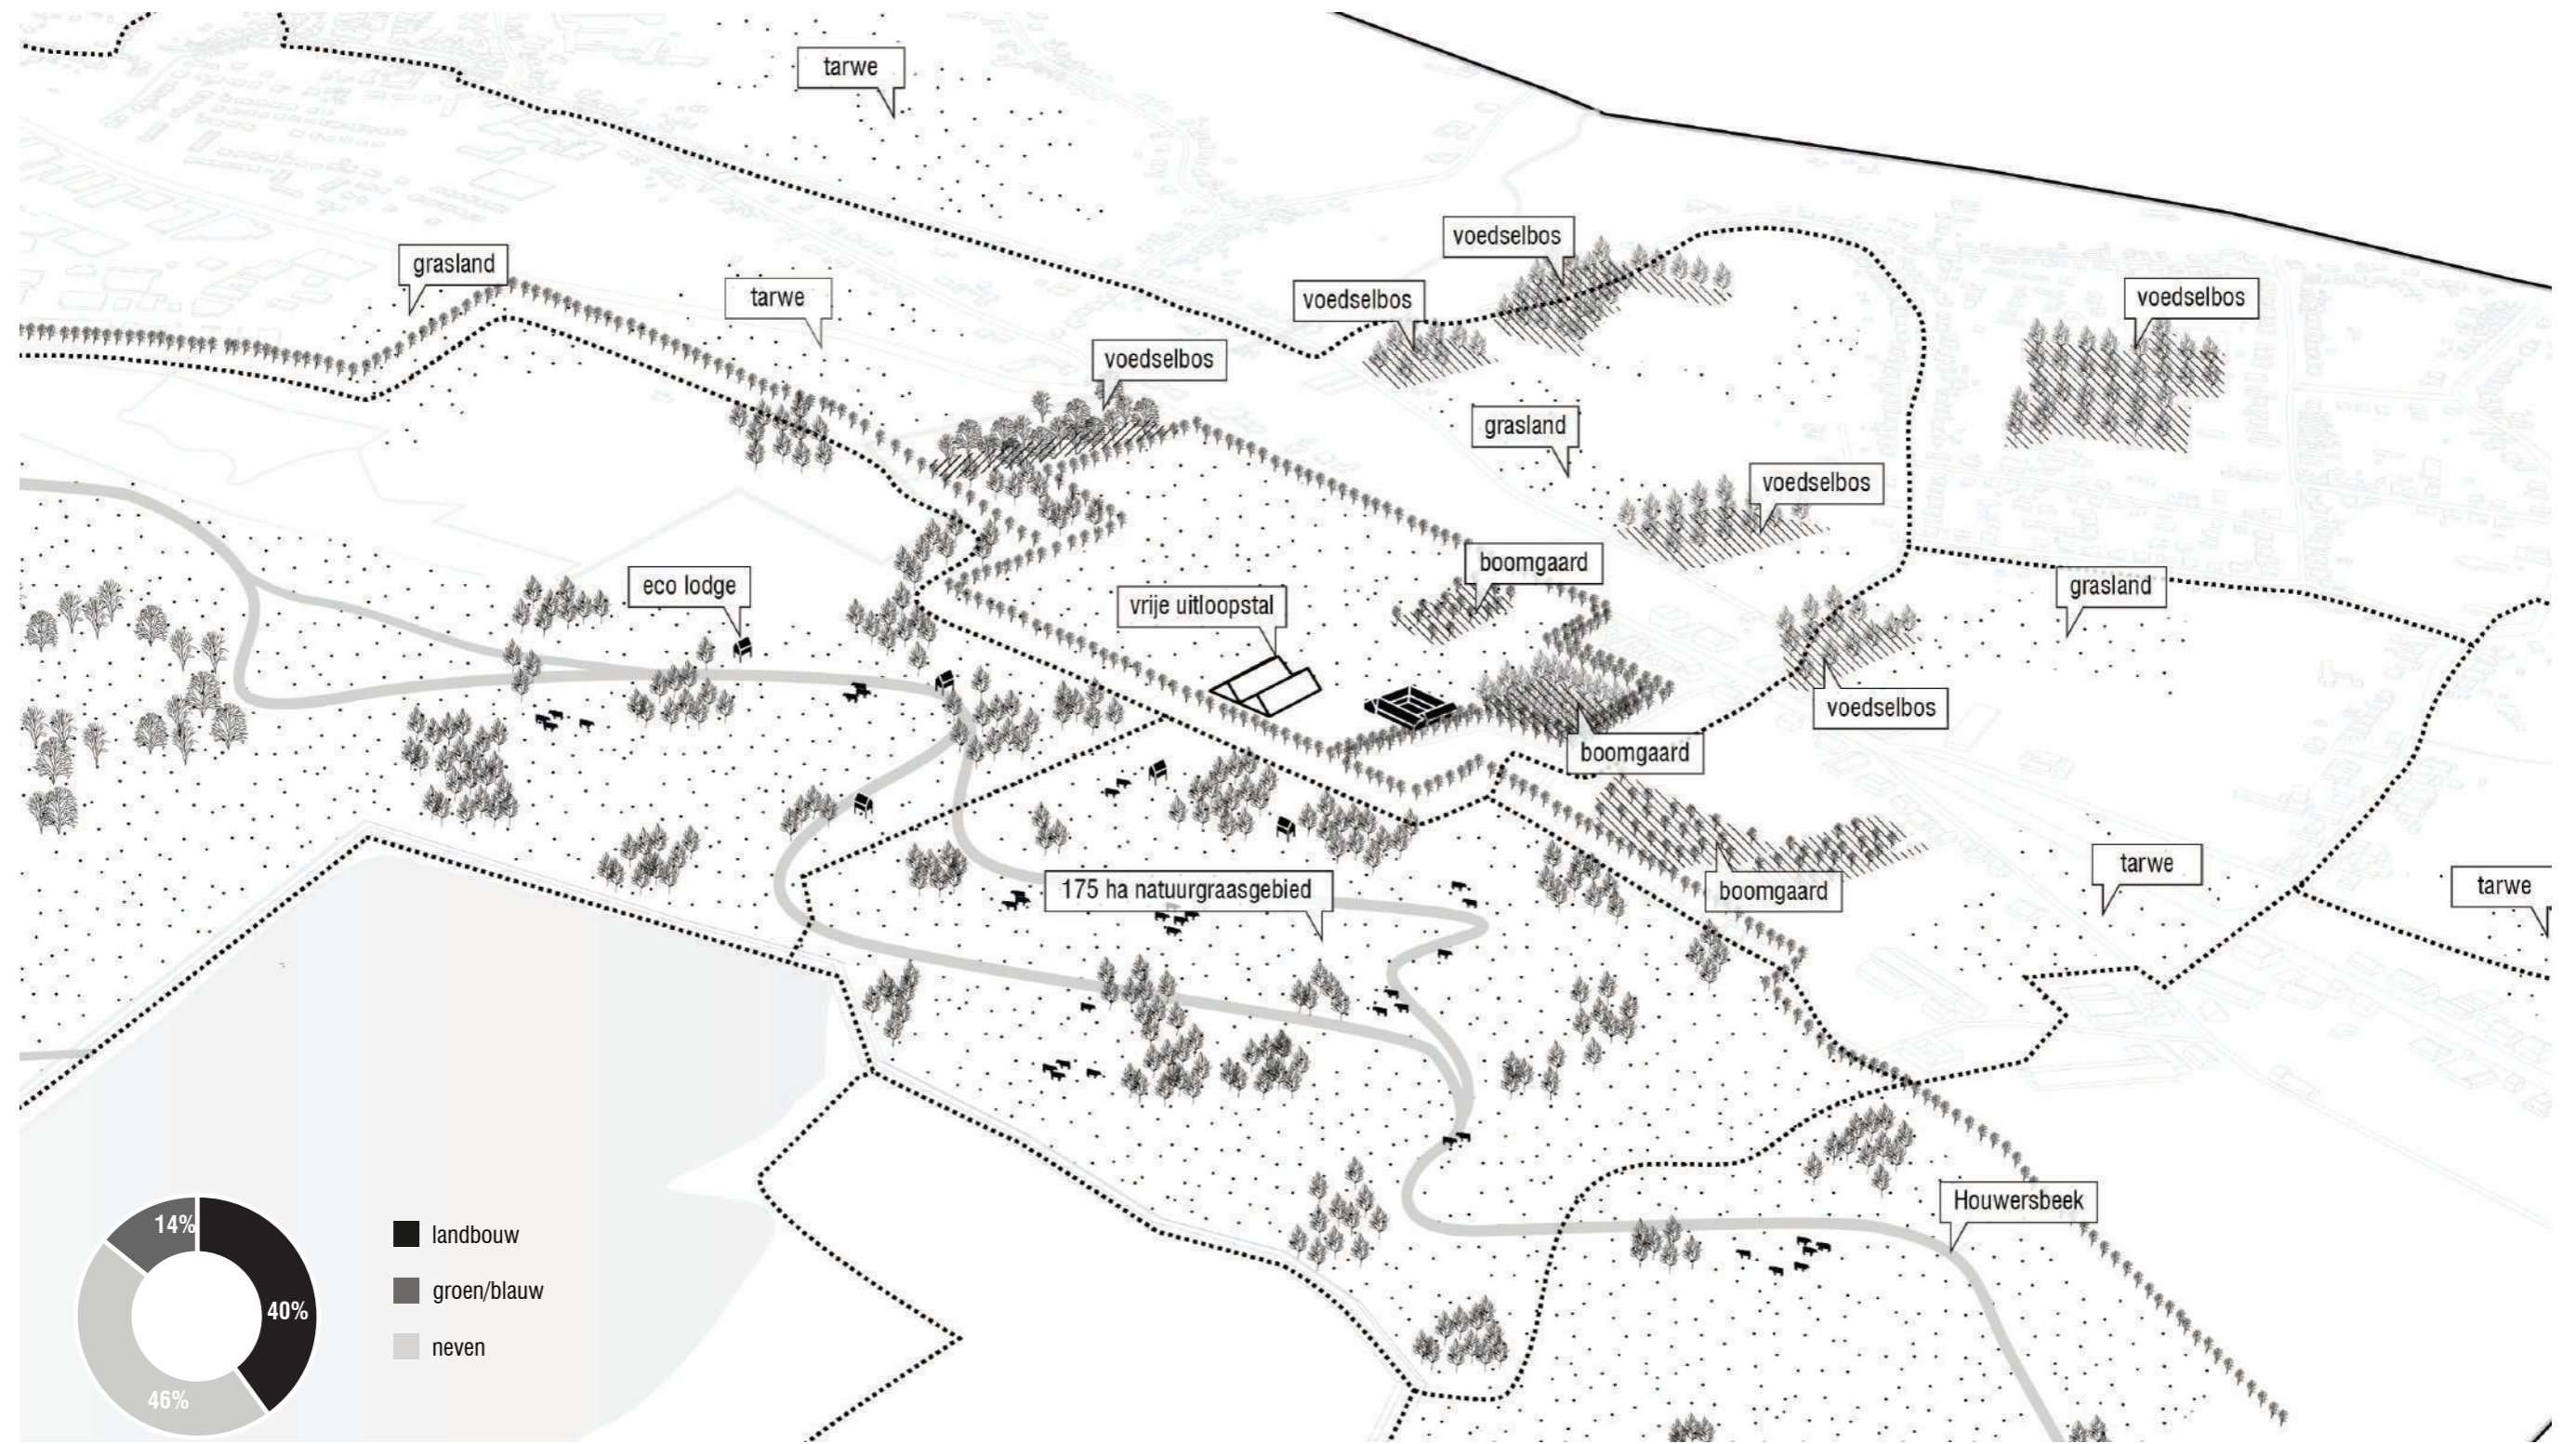 tarwe
voedselbos
grasland
voedselbos
tarwe
voedselbos
voedselbos
grasland
voedselbos
boomgaard
eco lodge
grasland
vrije uitloopstal
voedselbos
boomgaard
tarwe
175 ha natuurgraasgebied
boomgaard
tarwe
Houwersbeek
14%
40%
46%
landbouw
groen/blauw
neven